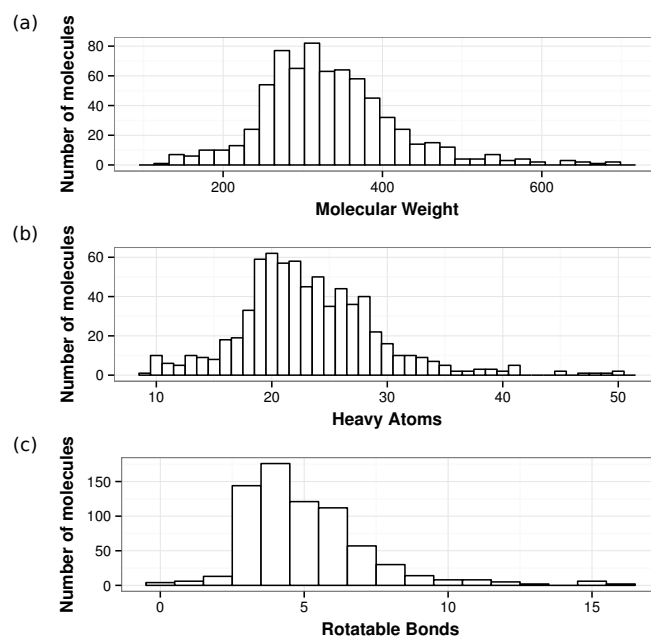 (a)
Number of molecules
80
60
40
20
0
200 400 600
Molecular Weight
(b)
Number of molecules
60
40
20
0
10 20 30 40 50
Heavy Atoms
(c)
Number of molecules
150
100
50
0
0 5 10 15
Rotatable Bonds